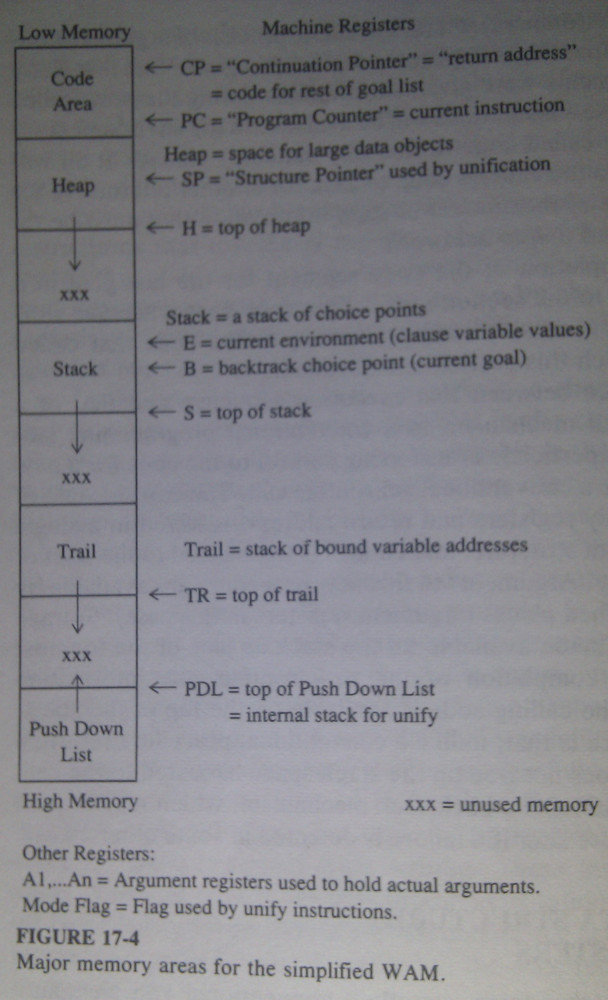 Low Memory
Machine Registers
Code
Area
← CP = “Continuation Pointer” = “return address”
= code for rest of goal list
← PC = “Program Counter” = current instruction
Heap = space for large data objects
Heap
← SP = “Structure Pointer” used by unification
← H = top of heap
xxx
Stack = a stack of choice points
← E = current environment (clause variable values)
Stack
← B = backtrack choice point (current goal)
← S = top of stack
xxx
Trail
Trail = stack of bound variable addresses
← TR = top of trail
xxx
← PDL = top of Push Down List
= internal stack for unify
Push Down
List
High Memory
xxx = unused memory
Other Registers:
A1,...An = Argument registers used to hold actual arguments.
Mode Flag = Flag used by unify instructions.
FIGURE 17-4
Major memory areas for the simplified WAM.